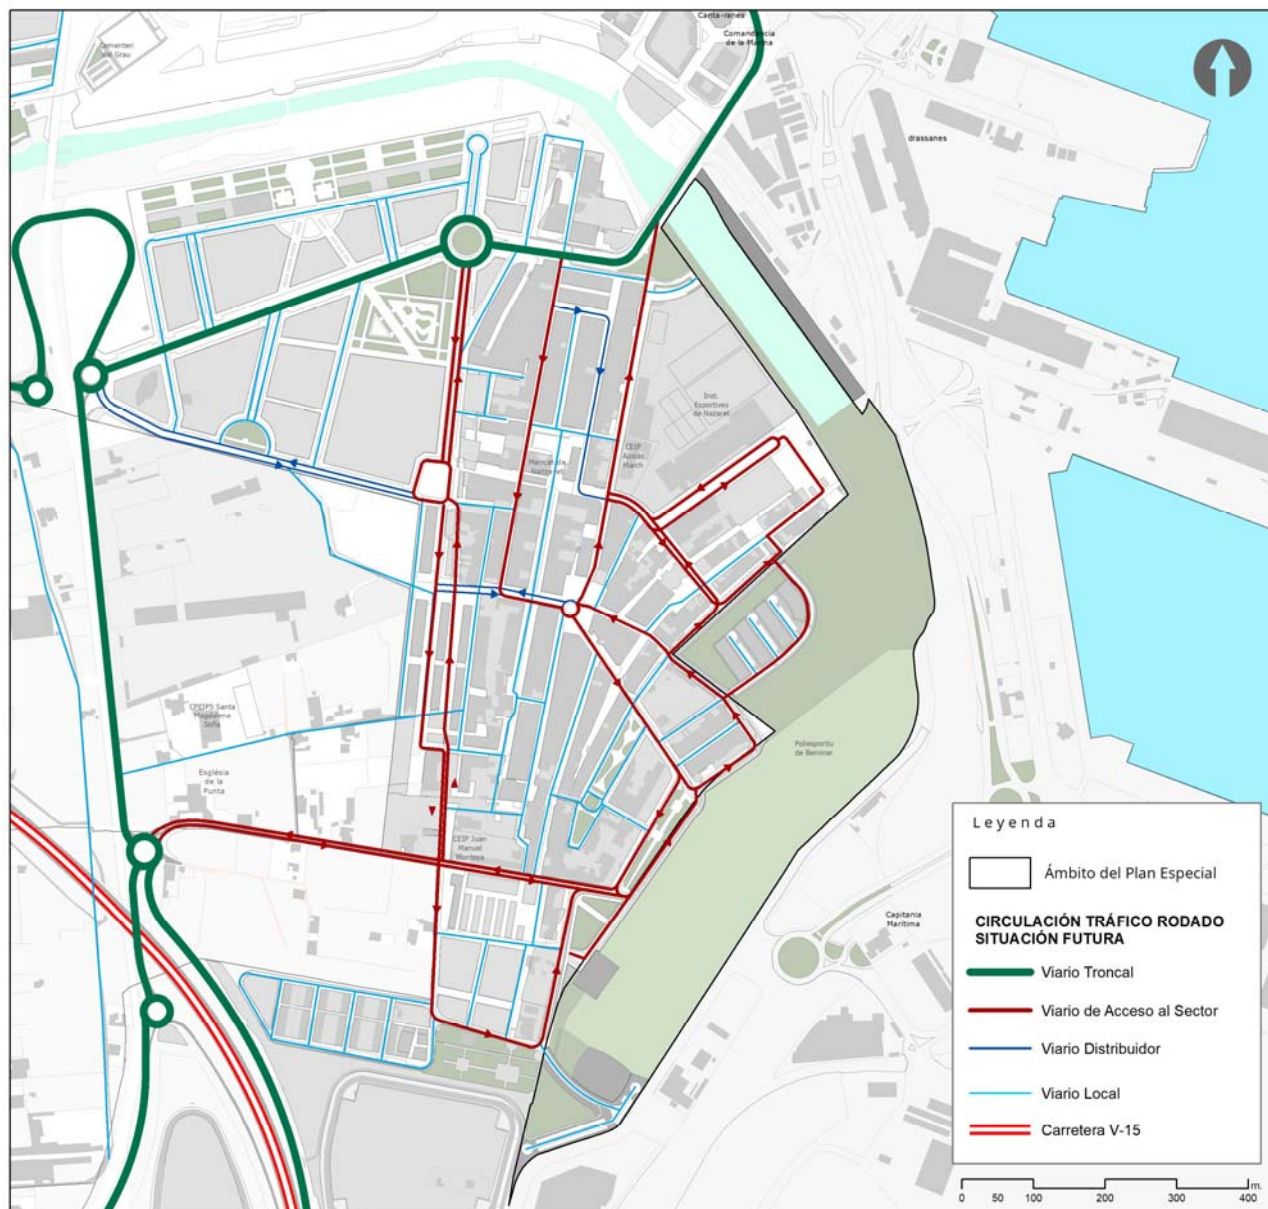 Canta-ranes
Comandància
de la Marina
Cementeri
del Grau
drassanes
Inst.
Esportives
de Nazaret
CEIP
Ausiàs
March
Mercat de
Natzaret
CPEIPS Santa
Magdalena
Sofia
Església
de la
Punta
Poliesportiu
de Benimar
CEIP Juan
Manuel
Montoya
Capitania
Marítima
Leyenda
Ámbito del Plan Especial
CIRCULACIÓN TRÁFICO RODADO
SITUACIÓN FUTURA
Viario Troncal
Viario de Acceso al Sector
Viario Distribuidor
Viario Local
Carretera V-15
0 50 100 200 300 400 m.